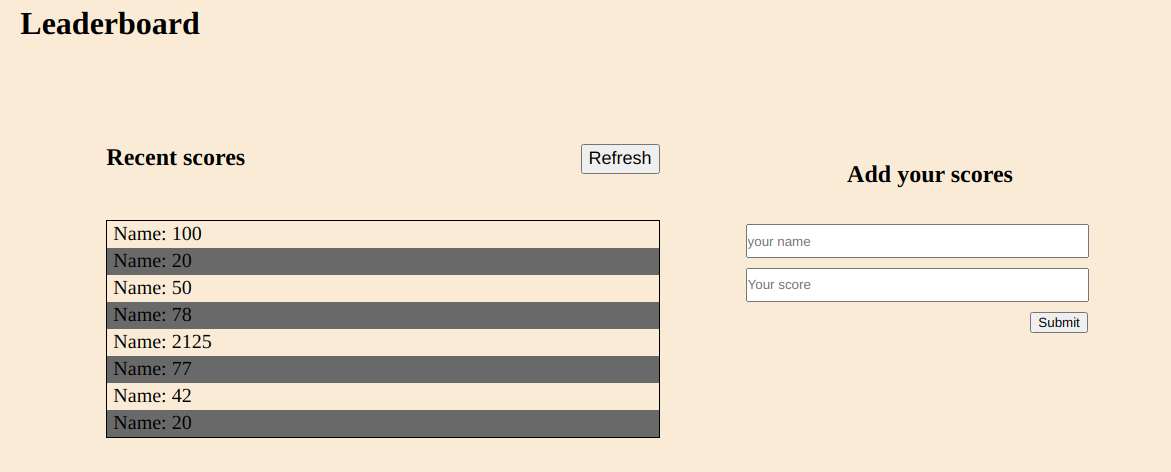 Leaderboard
Recent scores
Refresh
Name: 100
Name: 20
Name: 50
Name: 78
Name: 2125
Name: 77
Name: 42
Name: 20
Add your scores
your name
Your score
Submit